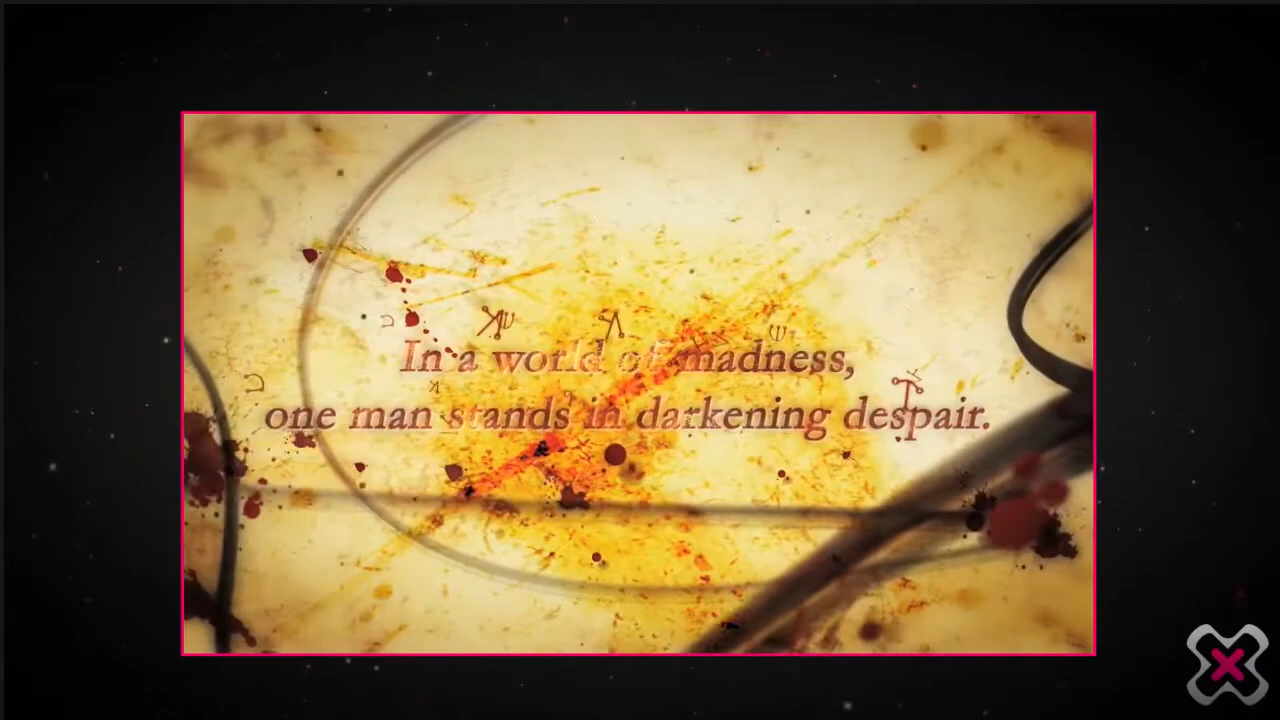 In a world of madness,
one man stands in darkening despair.